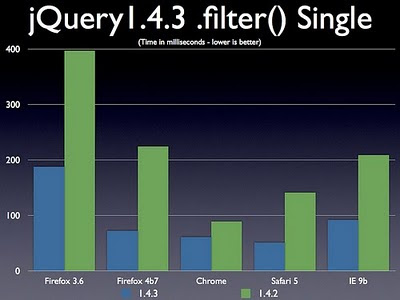 jQuery1.4.3 .filter() Single
(Time in milliseconds - lower is better)
400
300
200
100
0
Firefox 3.6 Firefox 4b7 Chrome Safari 5 IE 9b
1.4.3 1.4.2